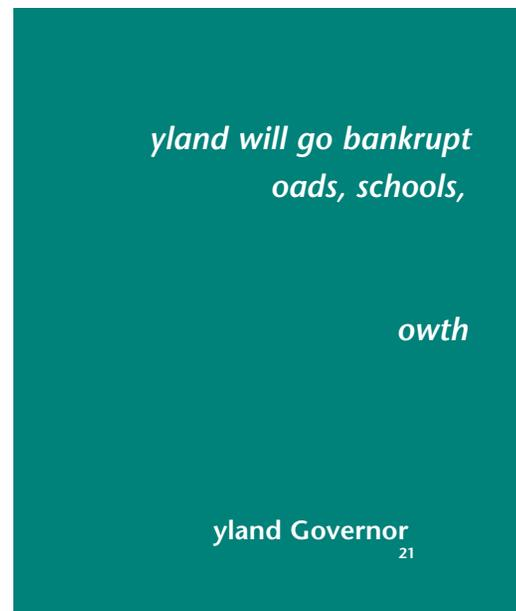 yland will go bankrupt
oads, schools,
owth
yland Governor
21